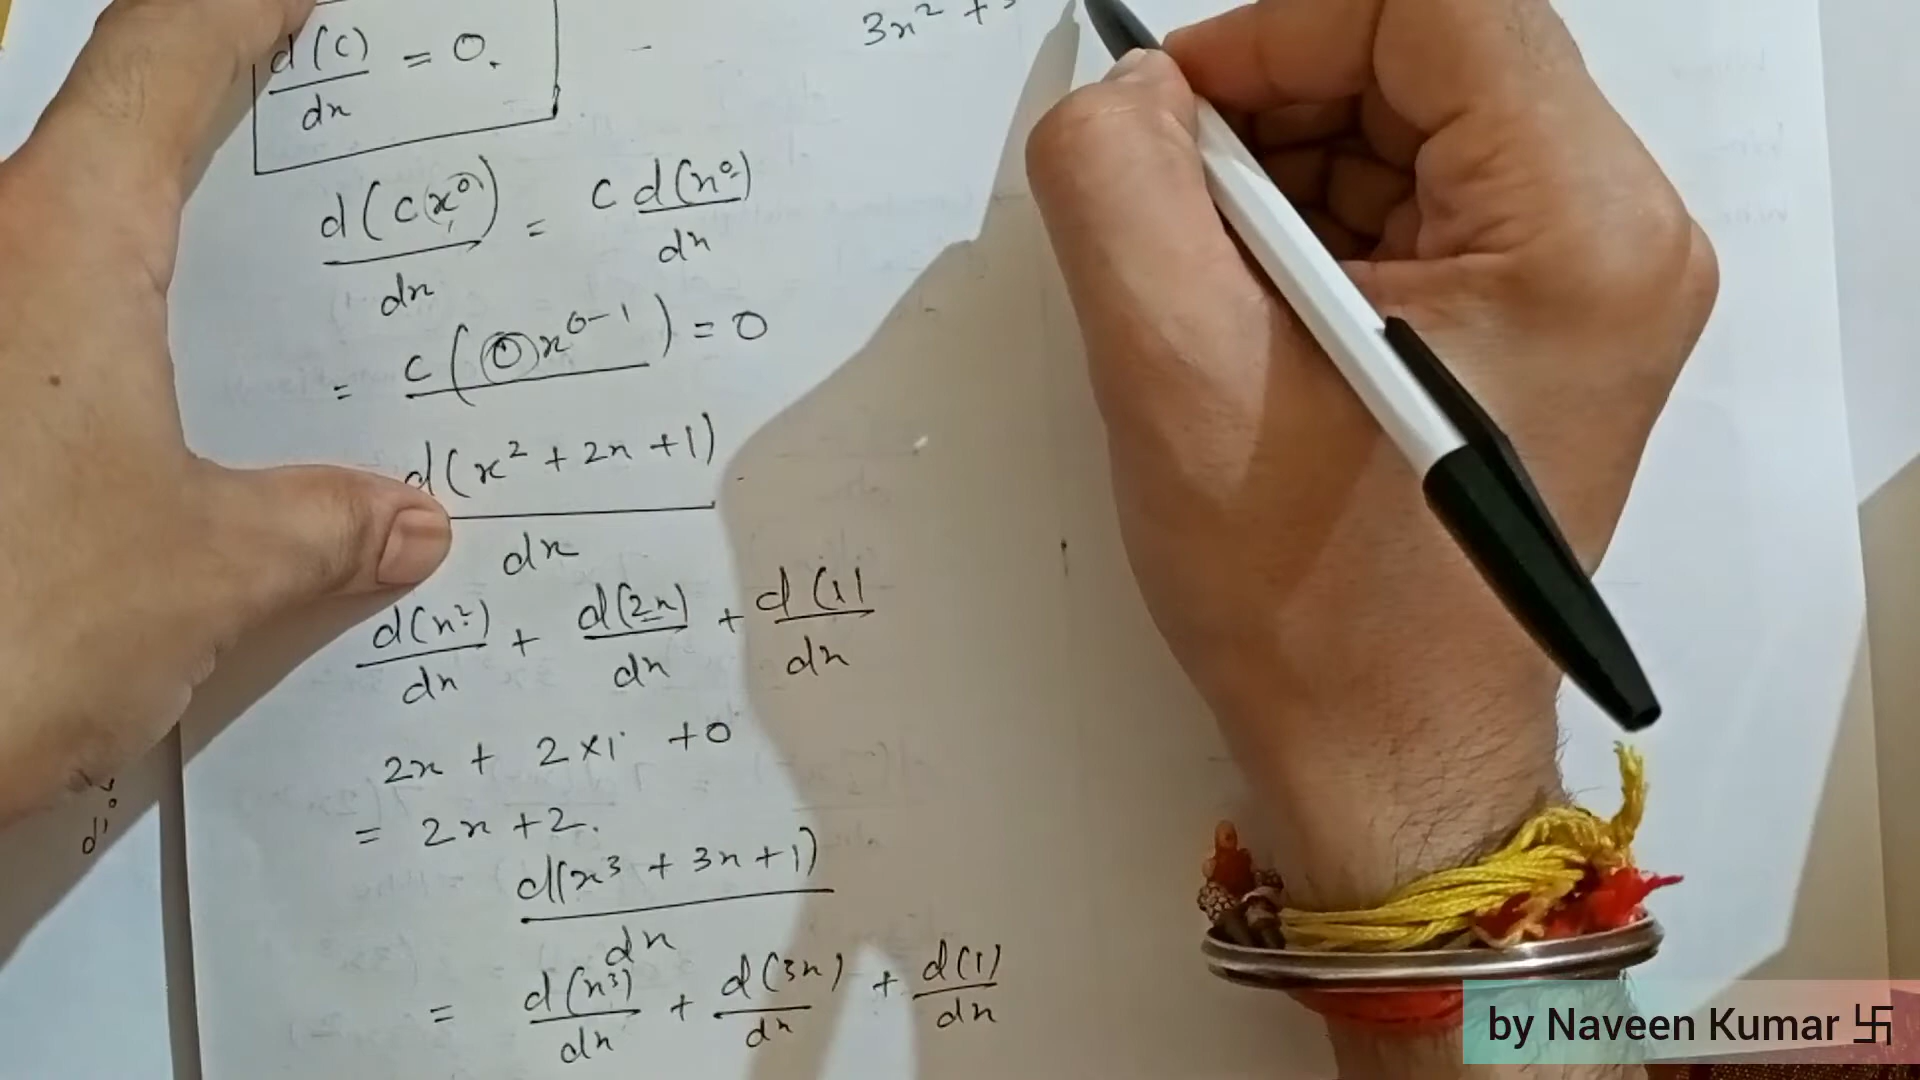 d(c)/dx = 0.
d(cx⁰)/dx = c d(x⁰)/dx
= c(0x⁰⁻¹) = 0
d(x² + 2x + 1)/dx
d(x²)/dx + d(2x)/dx + d(1)/dx
2x + 2×1 + 0
= 2x + 2.
d(x³ + 3x + 1)/dx
= d(x³)/dx + d(3x)/dx + d(1)/dx
3x² +
by Naveen Kumar 卐